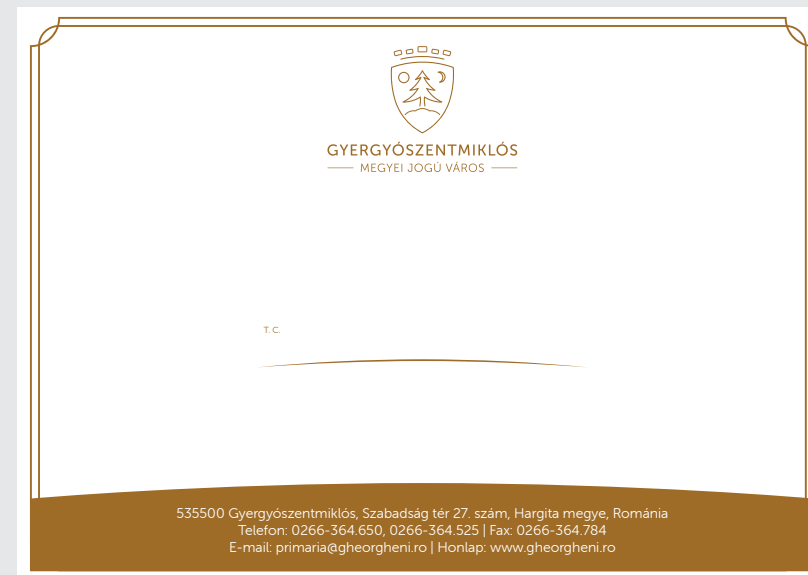 GYERGYÓSZENTMIKLÓS
MEGYEI JOGÚ VÁROS
T. C.
535500 Gyergyószentmiklós, Szabadság tér 27. szám, Hargita megye, Románia
Telefon: 0266-364.650, 0266-364.525 | Fax: 0266-364.784
E-mail: primaria@gheorgheni.ro | Honlap: www.gheorgheni.ro